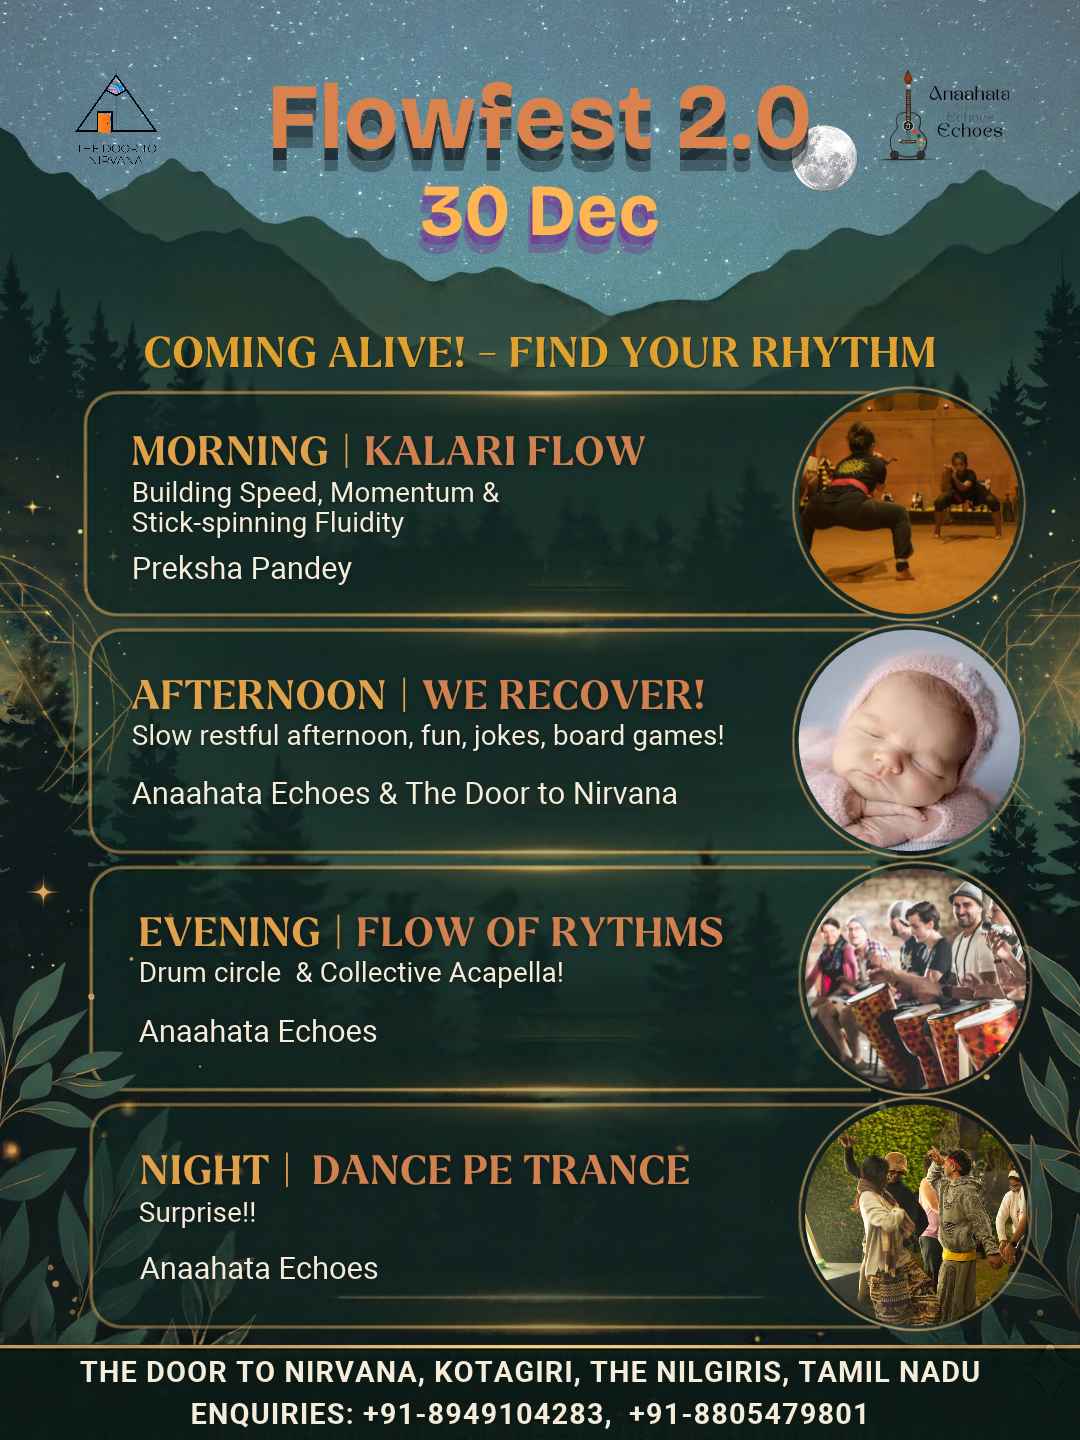 THE DOOR TO
NIRVANA
Flowfest 2.0
Anaahata
Echoes
Echoes
30 Dec
COMING ALIVE! - FIND YOUR RHYTHM
MORNING | KALARI FLOW
Building Speed, Momentum &
Stick-spinning Fluidity
Preksha Pandey
AFTERNOON | WE RECOVER!
Slow restful afternoon, fun, jokes, board games!
Anaahata Echoes & The Door to Nirvana
EVENING | FLOW OF RYTHMS
Drum circle & Collective Acapella!
Anaahata Echoes
NIGHT | DANCE PE TRANCE
Surprise!!
Anaahata Echoes
THE DOOR TO NIRVANA, KOTAGIRI, THE NILGIRIS, TAMIL NADU
ENQUIRIES: +91-8949104283, +91-8805479801